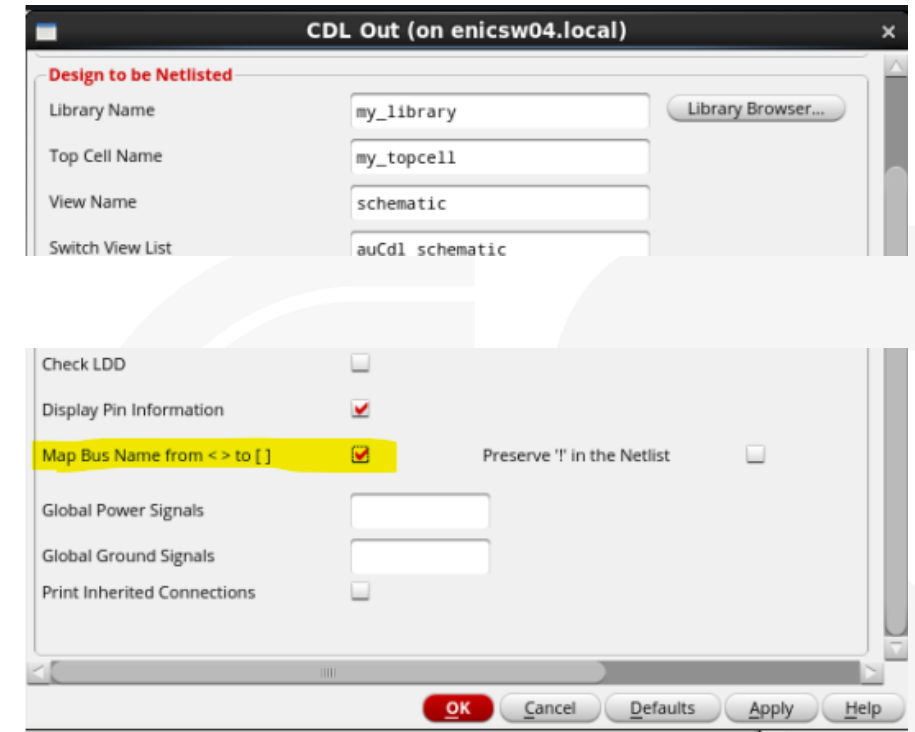 CDL Out (on enicsw04.local)
Design to be Netlisted
Library Name my_library Library Browser...
Top Cell Name my_topcell
View Name schematic
Switch View List auCdl schematic
Check LDD
Display Pin Information
Map Bus Name from < > to [ ] Preserve '!' in the Netlist
Global Power Signals
Global Ground Signals
Print Inherited Connections
OK Cancel Defaults Apply Help